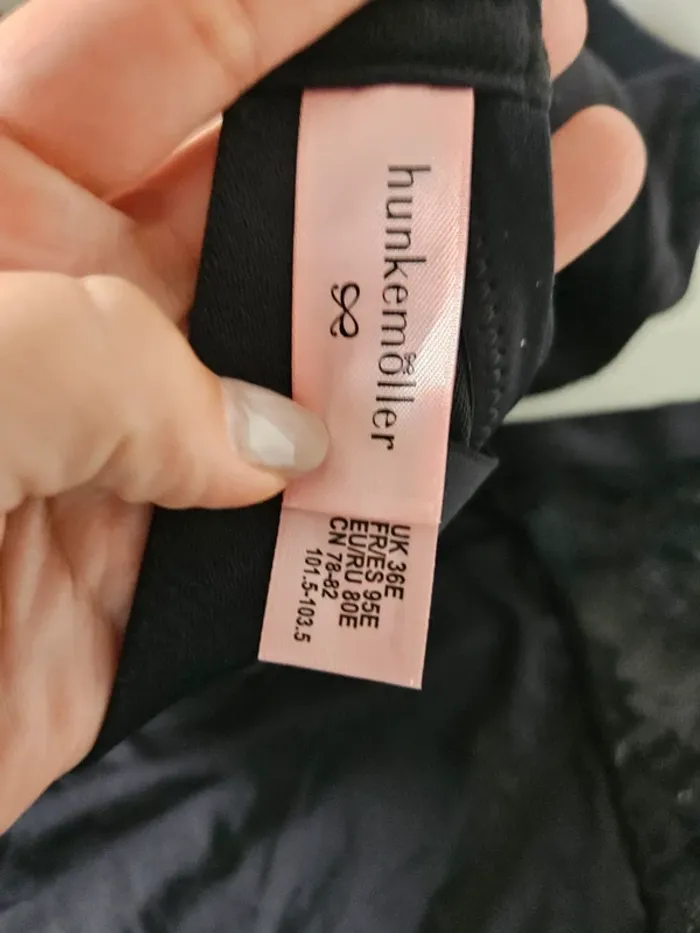 hunkemöller
UK 36E
FR/ES 95E
EU/RU 80E
CN 78-82
101.5-103.5